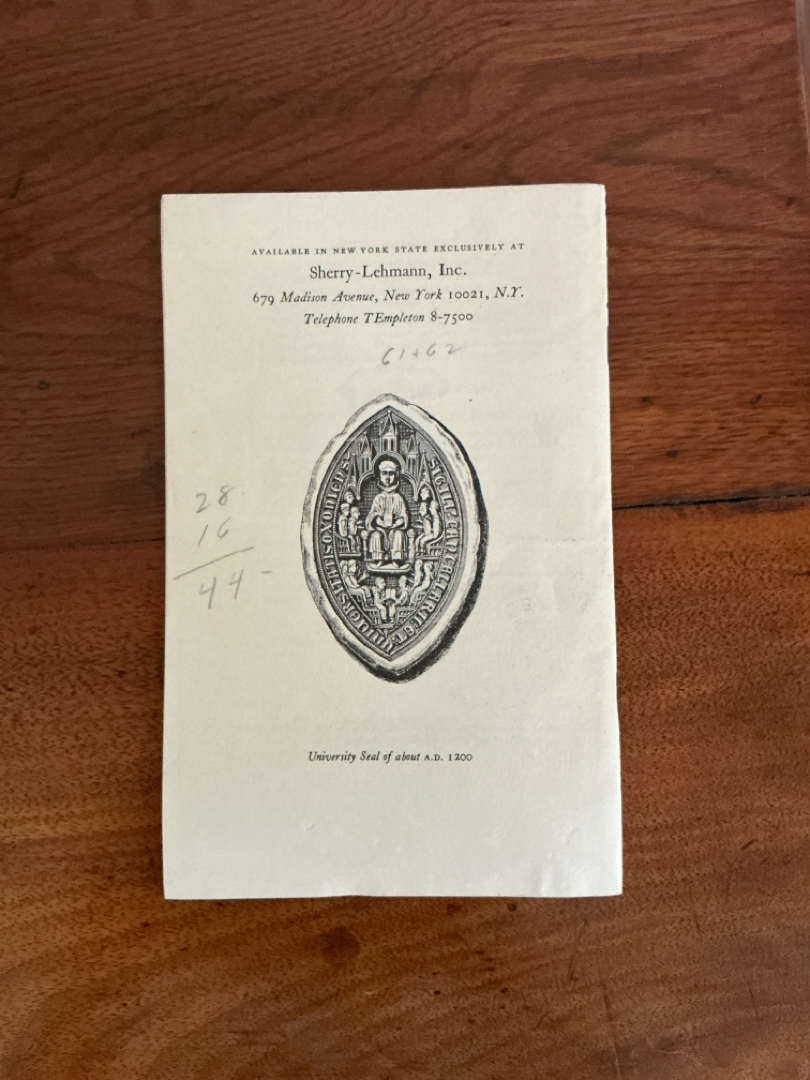 AVAILABLE IN NEW YORK STATE EXCLUSIVELY AT
Sherry-Lehmann, Inc.
679 Madison Avenue, New York 10021, N.Y.
Telephone TEmpleton 8-7500
61+62
28
16
44-
University Seal of about A.D. 1200